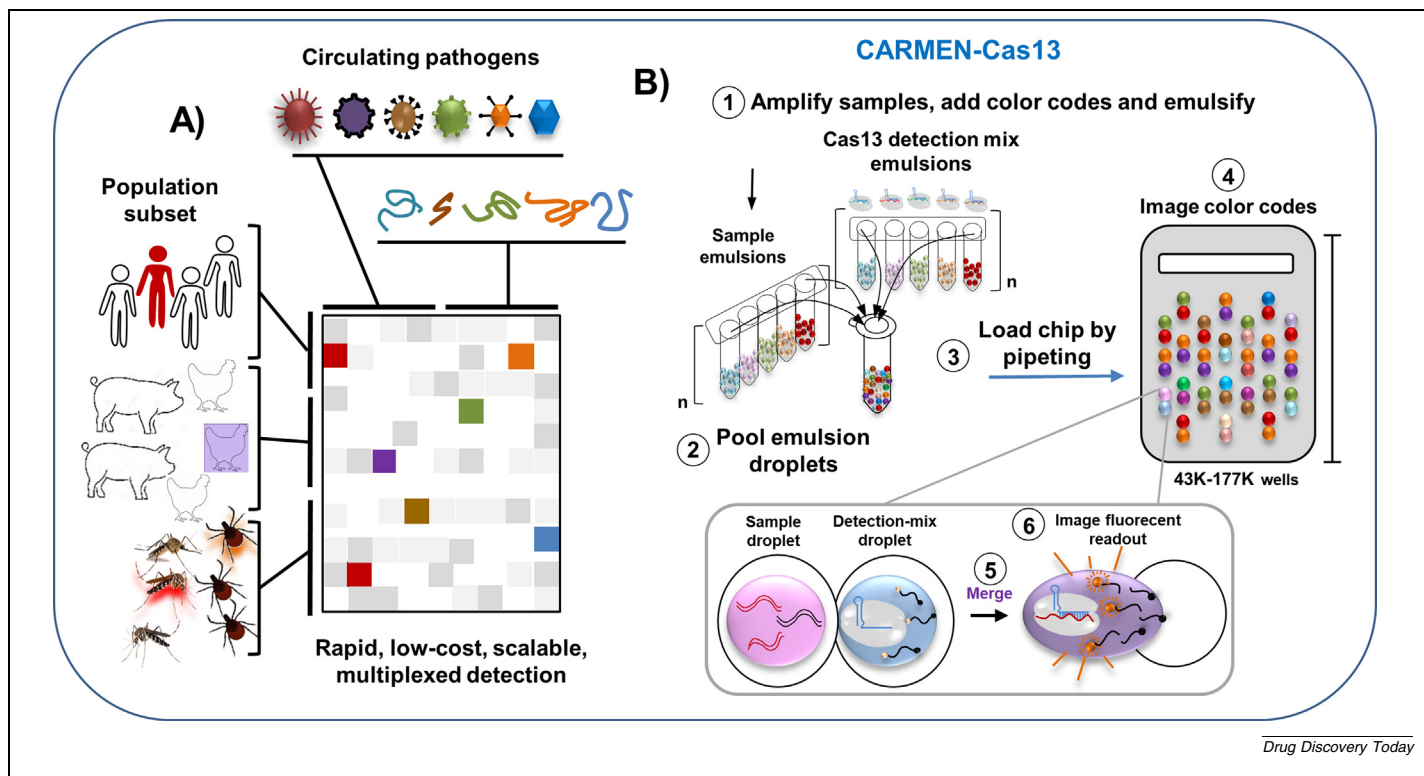 Circulating pathogens
A)
Population
subset
Rapid, low-cost, scalable,
multiplexed detection
CARMEN-Cas13
B)
1 Amplify samples, add color codes and emulsify
Cas13 detection mix
emulsions
Sample
emulsions
n
n
2 Pool emulsion
droplets
3 Load chip by
pipeting
4
Image color codes
43K-177K wells
Sample
droplet
Detection-mix
droplet
5
Merge
6 Image fluorecent
readout
Drug Discovery Today